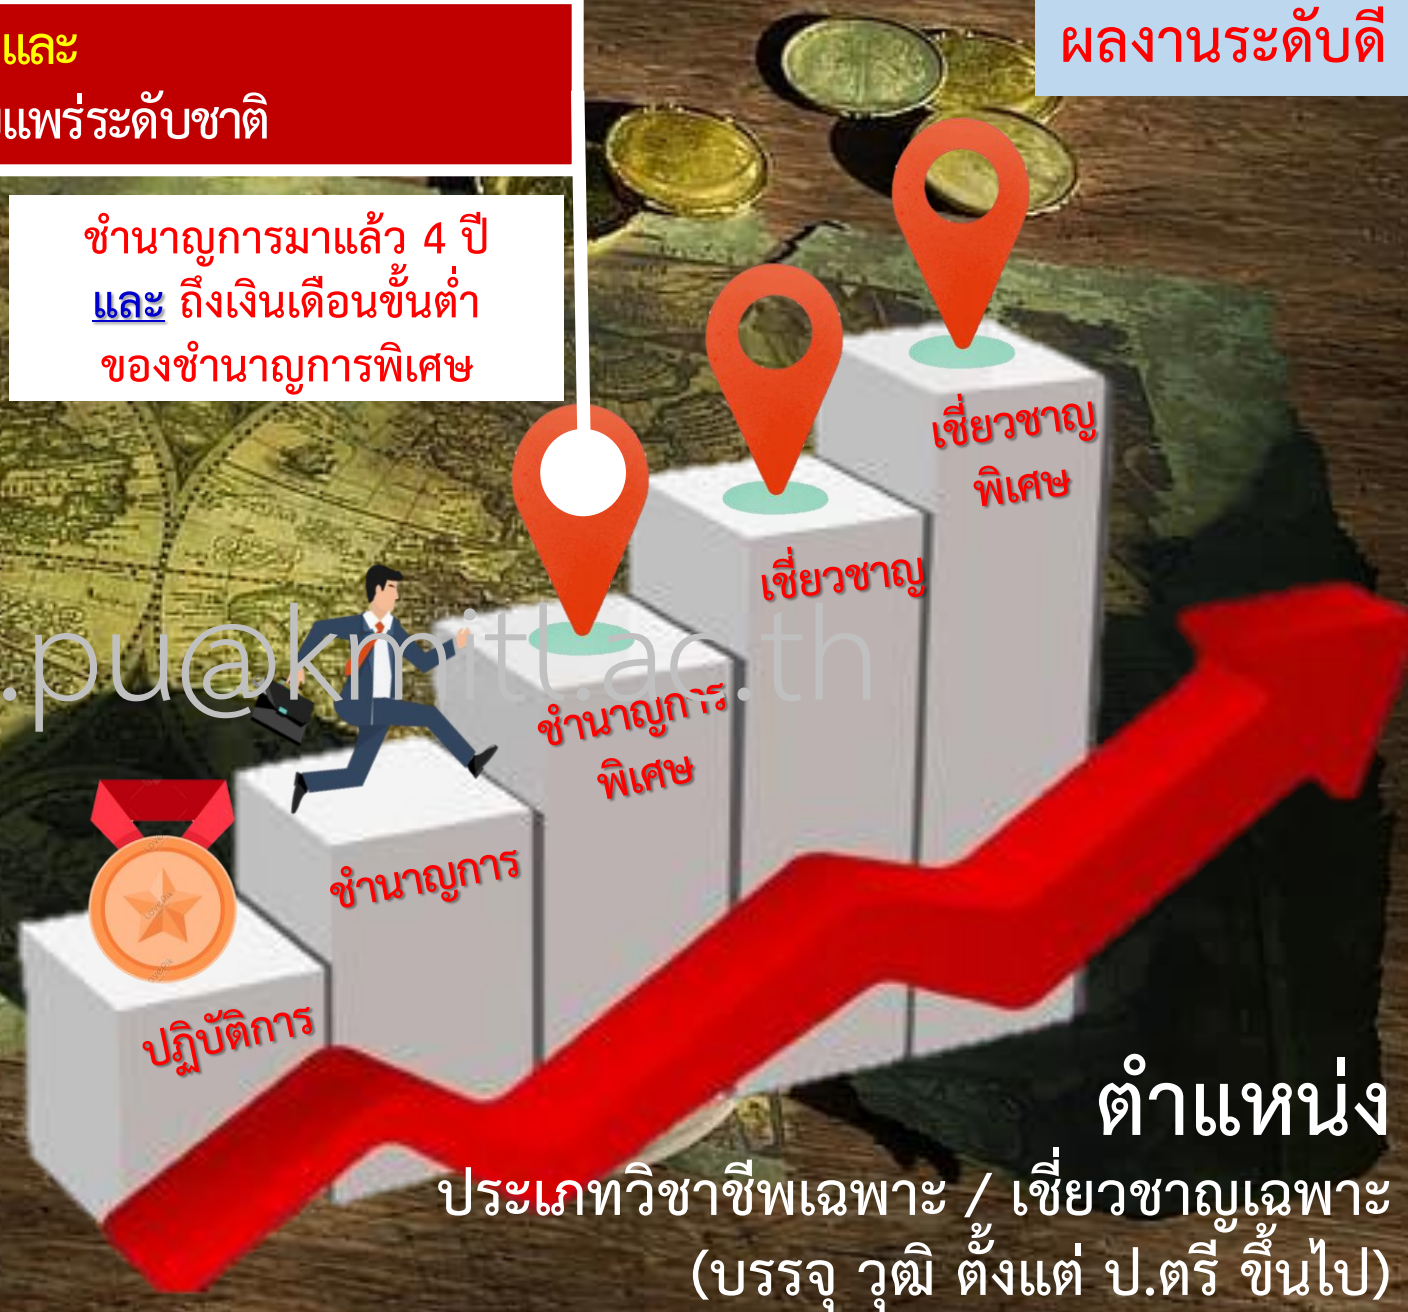 และ
แพร่ระดับชาติ
ผลงานระดับดี
ชำนาญการมาแล้ว 4 ปี
และ ถึงเงินเดือนขั้นต่ำ
ของชำนาญการพิเศษ
เชี่ยวชาญ
พิเศษ
เชี่ยวชาญ
.pu@kmitl.ac.th
ชำนาญการ
พิเศษ
ชำนาญการ
ปฏิบัติการ
ตำแหน่ง
ประเภทวิชาชีพเฉพาะ / เชี่ยวชาญเฉพาะ
(บรรจุ วุฒิ ตั้งแต่ ป.ตรี ขึ้นไป)